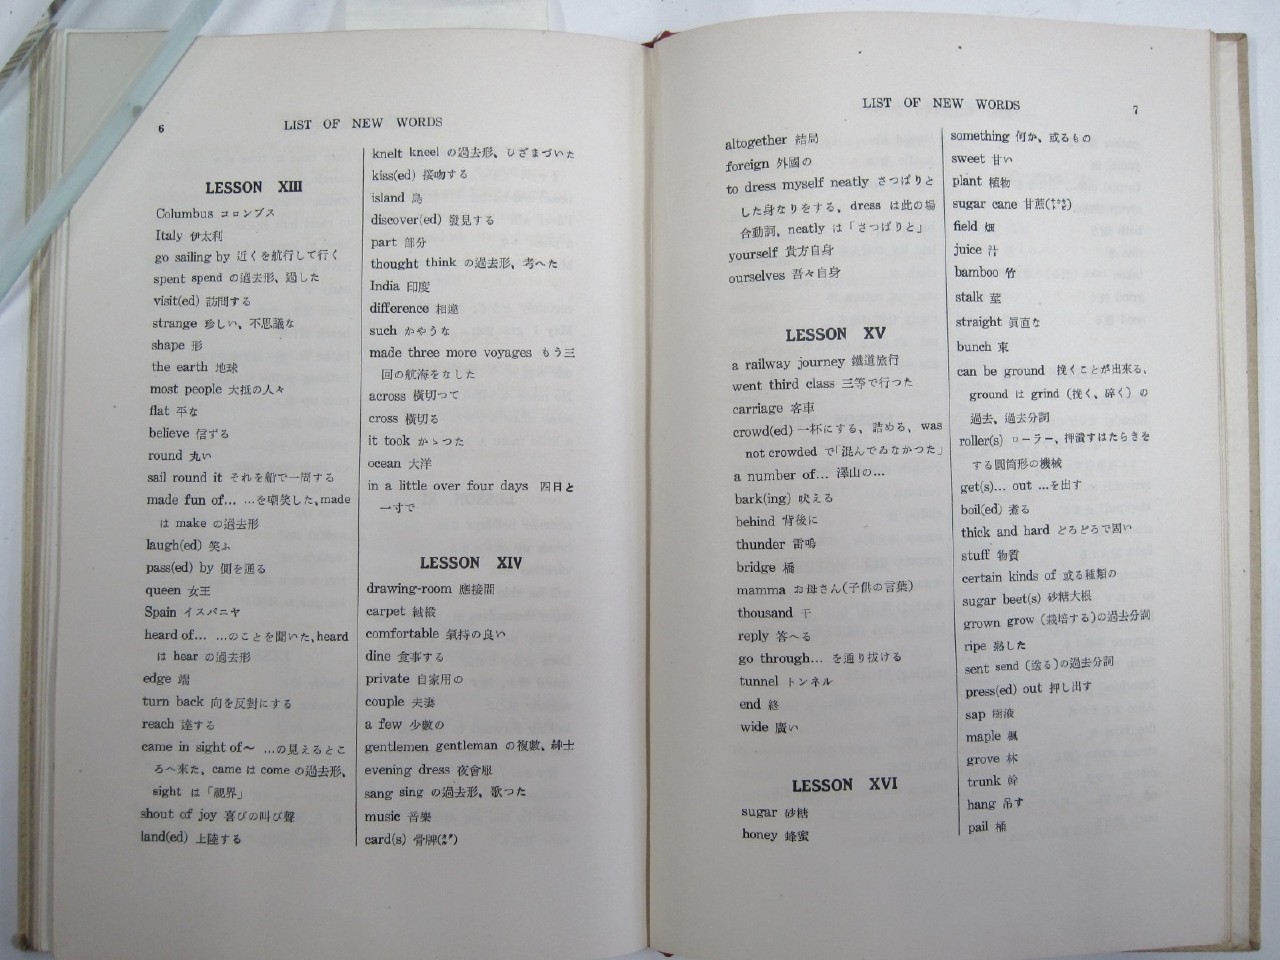 6
LIST OF NEW WORDS
LESSON XIII
Columbus コロンブス
Italy 伊太利
go sailing by 近くを航行して行く
spent spend の過去形、過した
visit(ed) 訪問する
strange 珍しい、不思議な
shape 形
the earth 地球
most people 大抵の人々
flat 平な
believe 信ずる
round 丸い
sail round it それを船で一周する
made fun of... ...を嘲笑した, made
は make の過去形
laugh(ed) 笑ふ
pass(ed) by 側を通る
queen 女王
Spain イスパニヤ
heard of... ...のことを聞いた, heard
は hear の過去形
edge 端
turn back 向を反對にする
reach 達する
came in sight of〜 ...の見えるとこ
ろへ来た、came は come の過去形、
sight は「視界」
shout of joy 喜びの叫び聲
land(ed) 上陸する
knelt kneel の過去形、ひざまづいた
kiss(ed) 接吻する
island 島
discover(ed) 發見する
part 部分
thought think の過去形、考へた
India 印度
difference 相違
such かやうな
made three more voyages もう三
回の航海をなした
across 横切つて
cross 横切る
it took かゝつた
ocean 大洋
in a little over four days 四日と
一寸で
LESSON XIV
drawing-room 應接間
carpet 絨緞
comfortable 氣持の良い
dine 食事する
private 自家用の
couple 夫妻
a few 少數の
gentlemen gentleman の複數、紳士
evening dress 夜會服
sang sing の過去形、歌つた
music 音樂
card(s) 骨牌(カルタ)
LIST OF NEW WORDS
7
altogether 結局
foreign 外國の
to dress myself neatly さつぱりと
した身なりをする、dress は此の場
合動詞、neatly は「さつぱりと」
yourself 貴方自身
ourselves 吾々自身
LESSON XV
a railway journey 鐵道旅行
went third class 三等で行つた
carriage 客車
crowd(ed) 一杯にする、詰める、was
not crowded で「混んでゐなかつた」
a number of... 澤山の...
bark(ing) 吠える
behind 背後に
thunder 雷鳴
bridge 橋
mamma お母さん(子供の言葉)
thousand 千
reply 答へる
go through... を通り抜ける
tunnel トンネル
end 終
wide 廣い
LESSON XVI
sugar 砂糖
honey 蜂蜜
something 何か、或るもの
sweet 甘い
plant 植物
sugar cane 甘蔗
field 畑
juice 汁
bamboo 竹
stalk 莖
straight 眞直な
bunch 束
can be ground 挽くことが出来る、
ground は grind (挽く、碎く) の
過去、過去分詞
roller(s) ローラー、押潰すはたらきを
する圓筒形の機械
get(s)... out ...を出す
boil(ed) 煮る
thick and hard どろどろで固い
stuff 物質
certain kinds of 或る種類の
sugar beet(s) 砂糖大根
grown grow (栽培する)の過去分詞
ripe 熟した
sent send (送る)の過去分詞
press(ed) out 押し出す
sap 樹液
maple 楓
grove 林
trunk 幹
hang 吊す
pail 桶